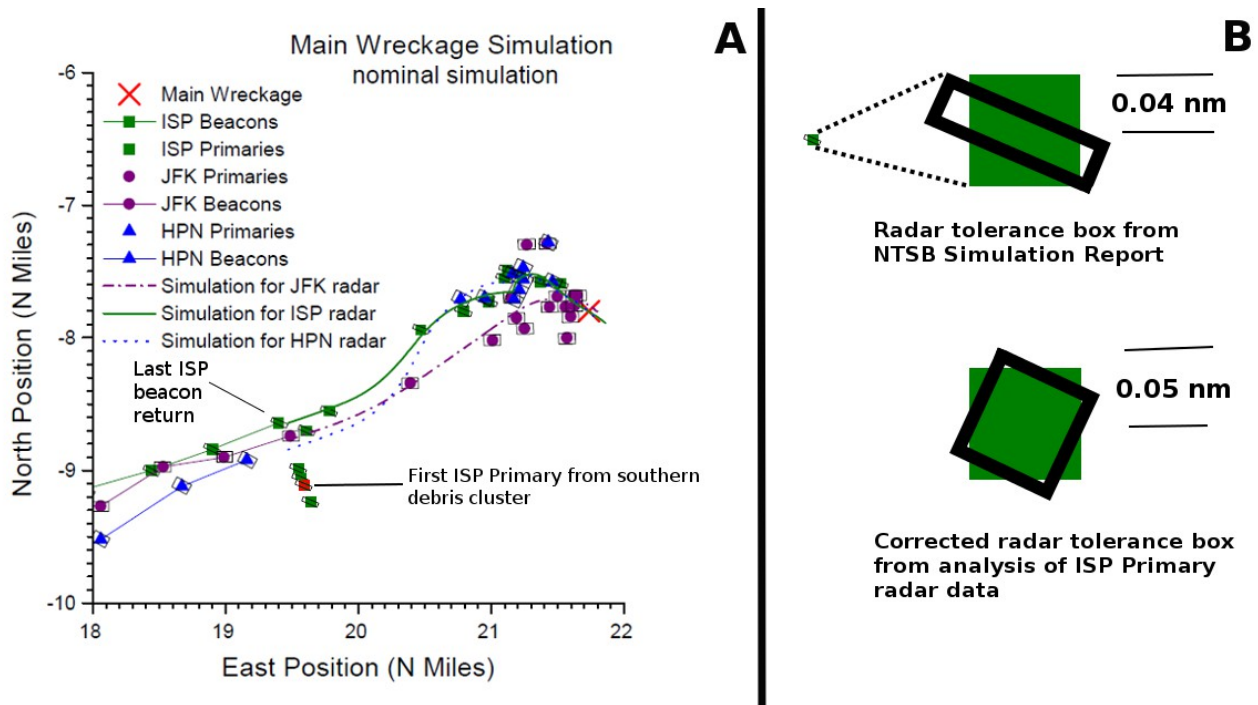 A
Main Wreckage Simulation
nominal simulation
-6
-7
-8
-9
-10
North Position (N Miles)
Main Wreckage
ISP Beacons
ISP Primaries
JFK Primaries
JFK Beacons
HPN Primaries
HPN Beacons
Simulation for JFK radar
Simulation for ISP radar
Simulation for HPN radar
Last ISP
beacon
return
First ISP Primary from southern
debris cluster
18
19
20
21
22
East Position (N Miles)
B
0.04 nm
Radar tolerance box from
NTSB Simulation Report
0.05 nm
Corrected radar tolerance box
from analysis of ISP Primary
radar data